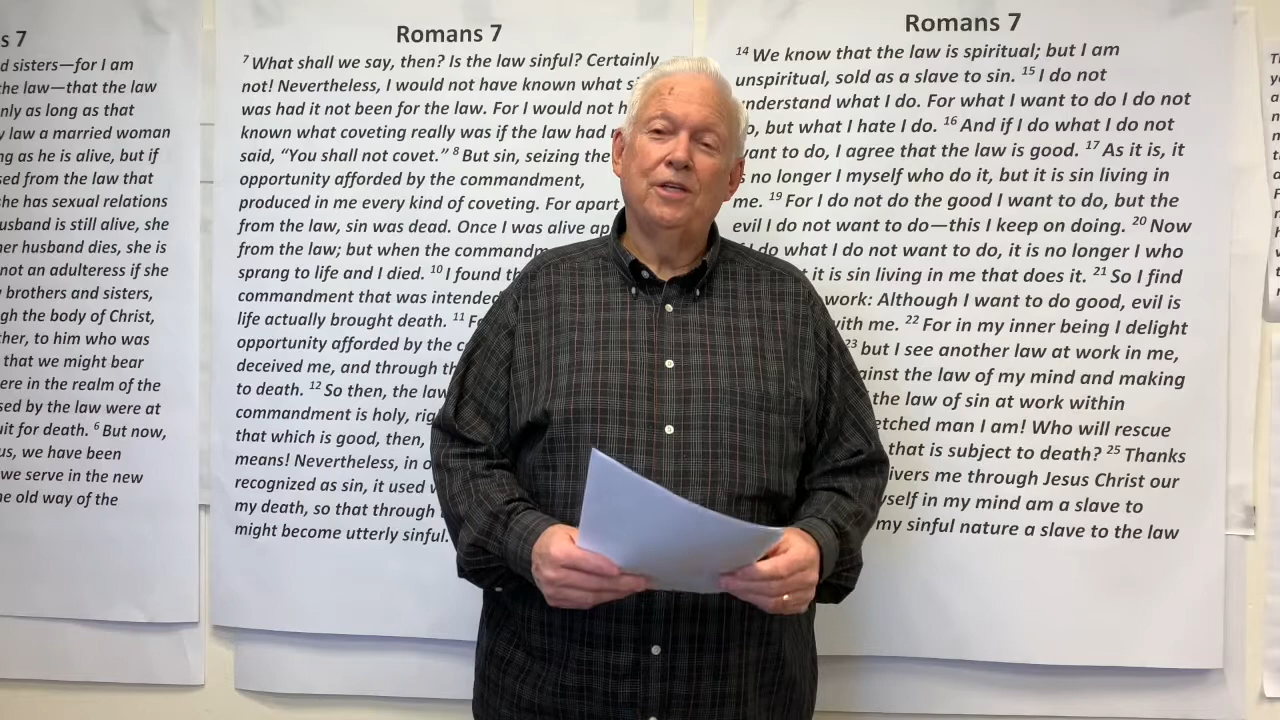 s 7
d sisters—for I am
the law—that the law
nly as long as that
y law a married woman
ng as he is alive, but if
sed from the law that
she has sexual relations
usband is still alive, she
her husband dies, she is
not an adulteress if she
y brothers and sisters,
gh the body of Christ,
ther, to him who was
that we might bear
ere in the realm of the
sed by the law were at
uit for death. 6 But now,
us, we have been
we serve in the new
he old way of the
Romans 7
7 What shall we say, then? Is the law sinful? Certainly
not! Nevertheless, I would not have known what si
was had it not been for the law. For I would not h
known what coveting really was if the law had n
said, “You shall not covet.” 8 But sin, seizing the
opportunity afforded by the commandment,
produced in me every kind of coveting. For apart
from the law, sin was dead. Once I was alive ap
from the law; but when the commandm
sprang to life and I died. 10 I found th
commandment that was intended
life actually brought death. 11 Fo
opportunity afforded by the c
deceived me, and through th
to death. 12 So then, the law
commandment is holy, rig
that which is good, then,
means! Nevertheless, in o
recognized as sin, it used
my death, so that through
might become utterly sinful.
Romans 7
14 We know that the law is spiritual; but I am
unspiritual, sold as a slave to sin. 15 I do not
understand what I do. For what I want to do I do not
o, but what I hate I do. 16 And if I do what I do not
want to do, I agree that the law is good. 17 As it is, it
s no longer I myself who do it, but it is sin living in
me. 19 For I do not do the good I want to do, but the
evil I do not want to do—this I keep on doing. 20 Now
I do what I do not want to do, it is no longer I who
t it is sin living in me that does it. 21 So I find
work: Although I want to do good, evil is
with me. 22 For in my inner being I delight
23 but I see another law at work in me,
ainst the law of my mind and making
the law of sin at work within
etched man I am! Who will rescue
that is subject to death? 25 Thanks
ivers me through Jesus Christ our
yself in my mind am a slave to
my sinful nature a slave to the law